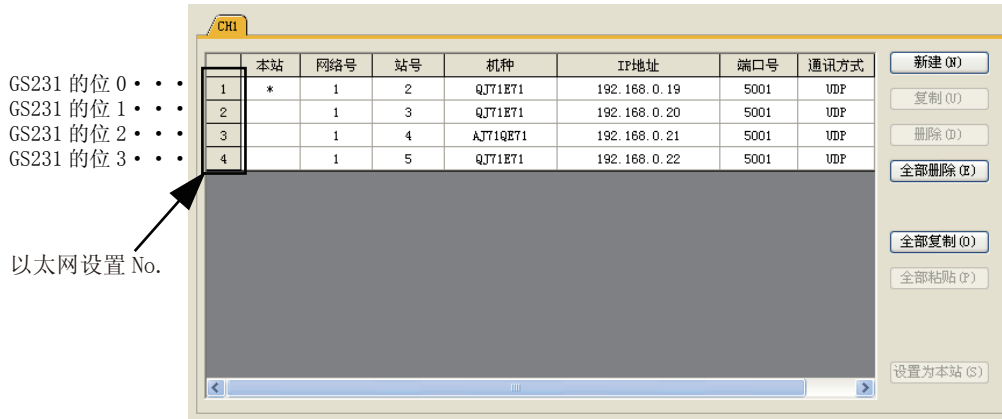 CH1
本站 网络号 站号 机种 IP地址 端口号 通讯方式
GS231 的位 0・・・ 1 * 1 2 QJ71E71 192.168.0.19 5001 UDP
GS231 的位 1・・・ 2 1 3 QJ71E71 192.168.0.20 5001 UDP
GS231 的位 2・・・ 3 1 4 AJ71QE71 192.168.0.21 5001 UDP
GS231 的位 3・・・ 4 1 5 QJ71E71 192.168.0.22 5001 UDP
以太网设置 No.
新建(N)
复制(U)
删除(D)
全部删除(E)
全部复制(O)
全部粘贴(P)
设置为本站(S)